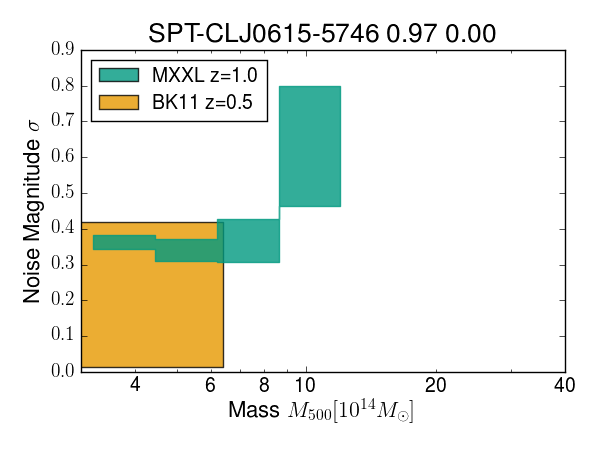 SPT-CLJ0615-5746 0.97 0.00
0.9
0.8
0.7
0.6
0.5
0.4
0.3
0.2
0.1
0.0
Noise Magnitude σ
MXXL z=1.0
BK11 z=0.5
4 6 8 10 20 40
Mass M₅₀₀[10¹⁴M☉]